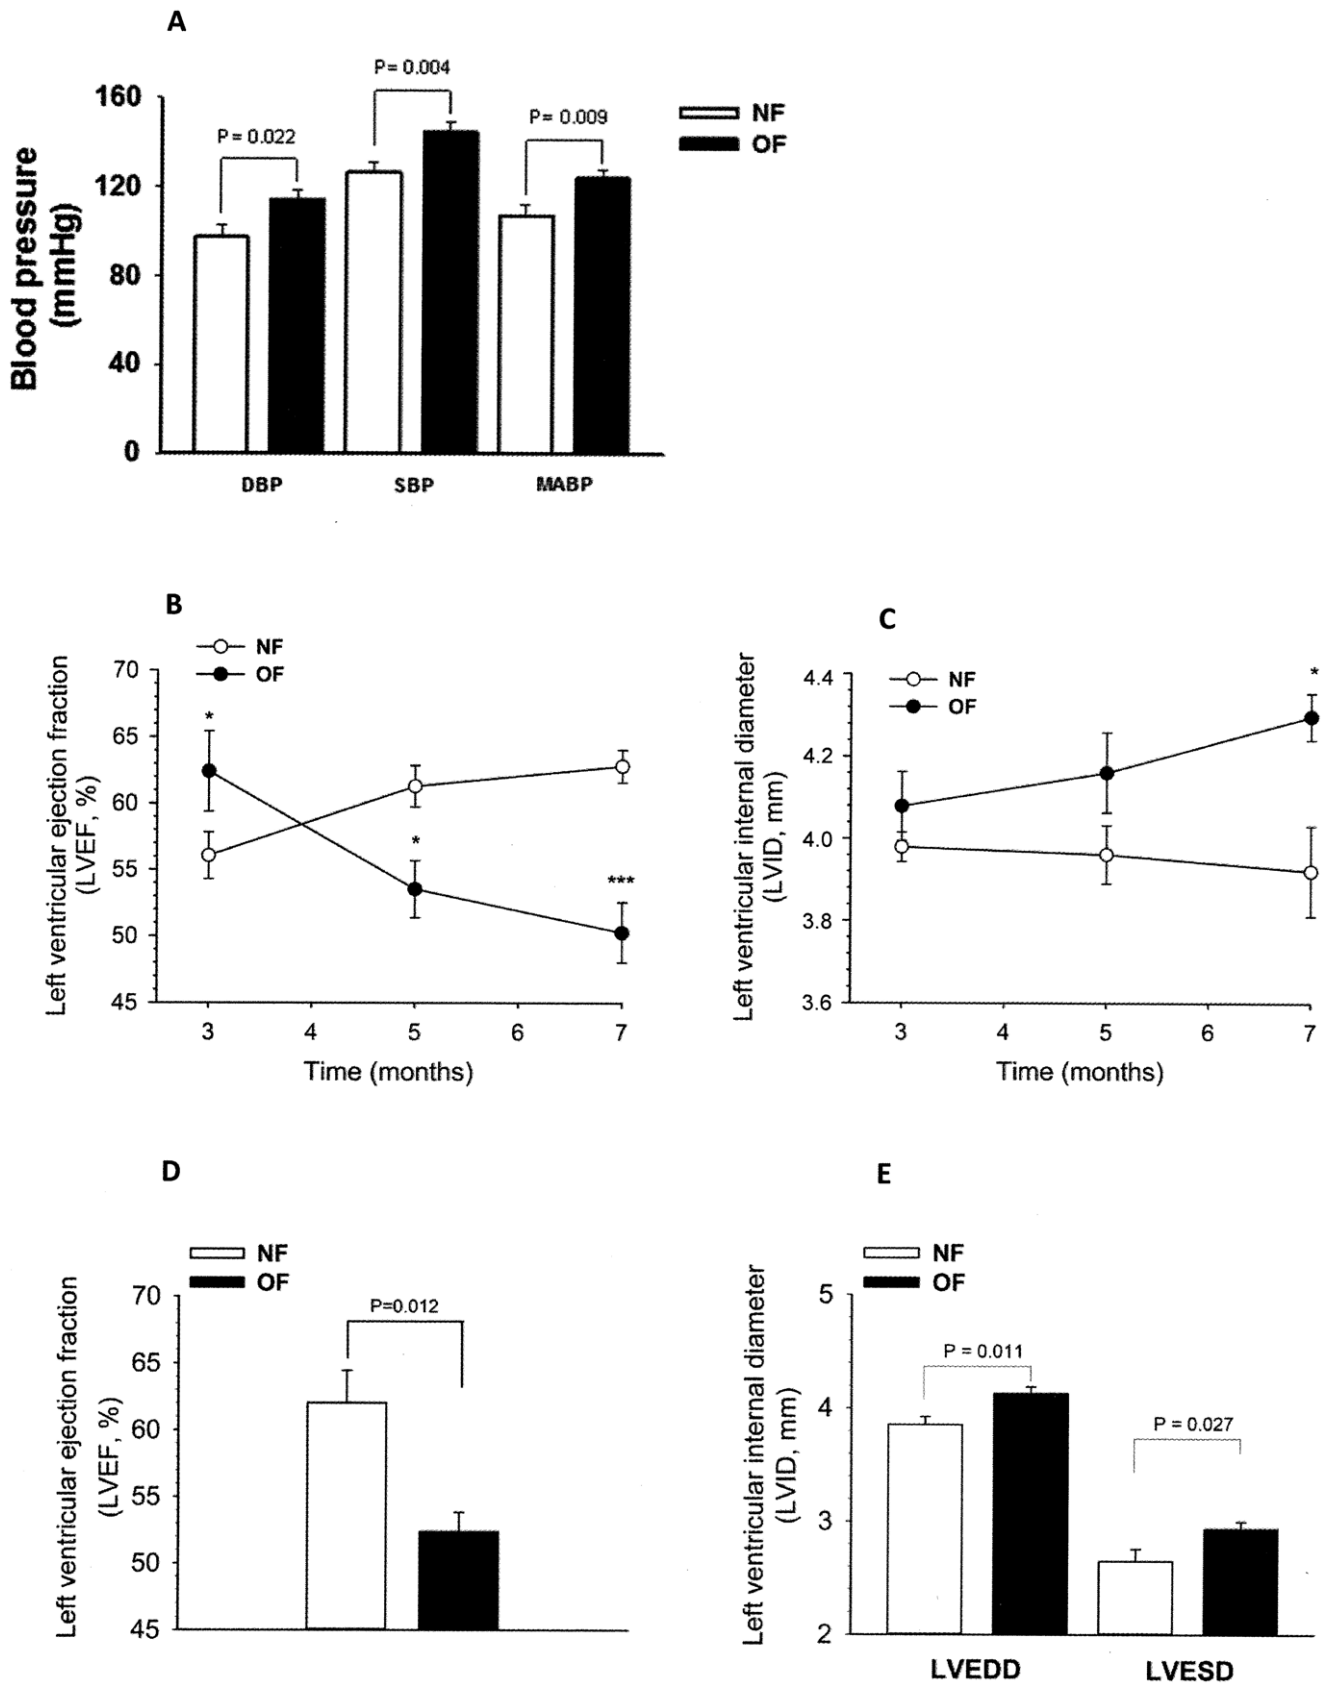 A
P= 0.004
160
P= 0.009
NF
P= 0.022
OF
120
Blood pressure
(mmHg)
80
40
0
DBP
SBP
MABP
B
NF
OF
Left ventricular ejection fraction
(LVEF, %)
70
65
60
55
50
45
*
*
***
3
4
5
6
7
Time (months)
C
NF
OF
Left ventricular internal diameter
(LVID, mm)
4.4
4.2
4.0
3.8
3.6
*
3
4
5
6
7
Time (months)
D
NF
OF
Left ventricular ejection fraction
(LVEF, %)
70
65
60
55
50
45
P=0.012
E
NF
OF
Left ventricular internal diameter
(LVID, mm)
5
4
3
2
P = 0.011
P = 0.027
LVEDD
LVESD